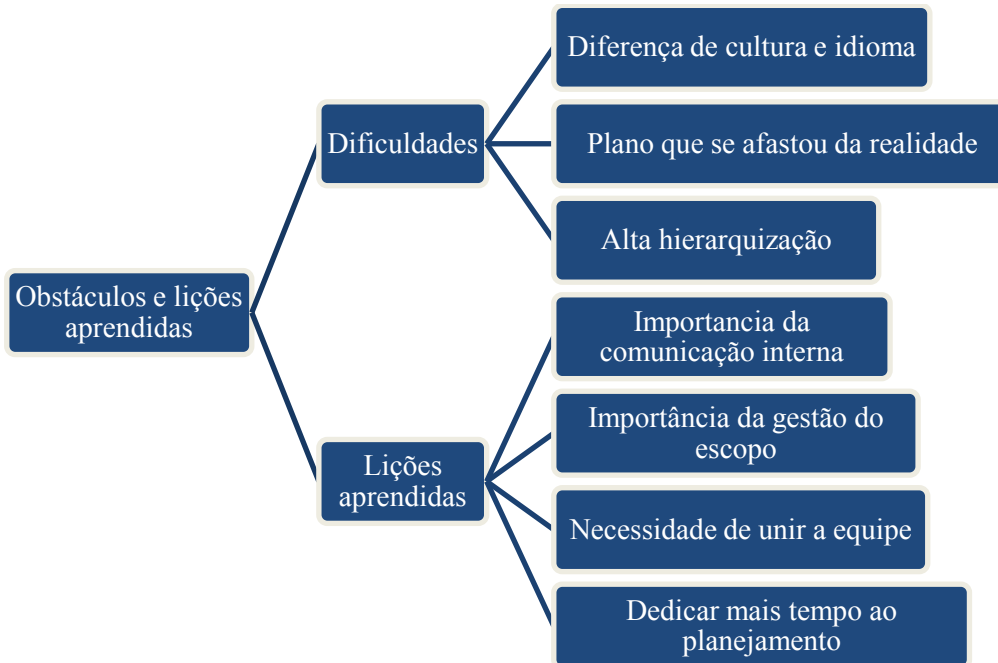 Obstáculos e lições
aprendidas
Dificuldades
Diferença de cultura e idioma
Plano que se afastou da realidade
Alta hierarquização
Lições
aprendidas
Importancia da
comunicação interna
Importância da gestão do
escopo
Necessidade de unir a equipe
Dedicar mais tempo ao
planejamento